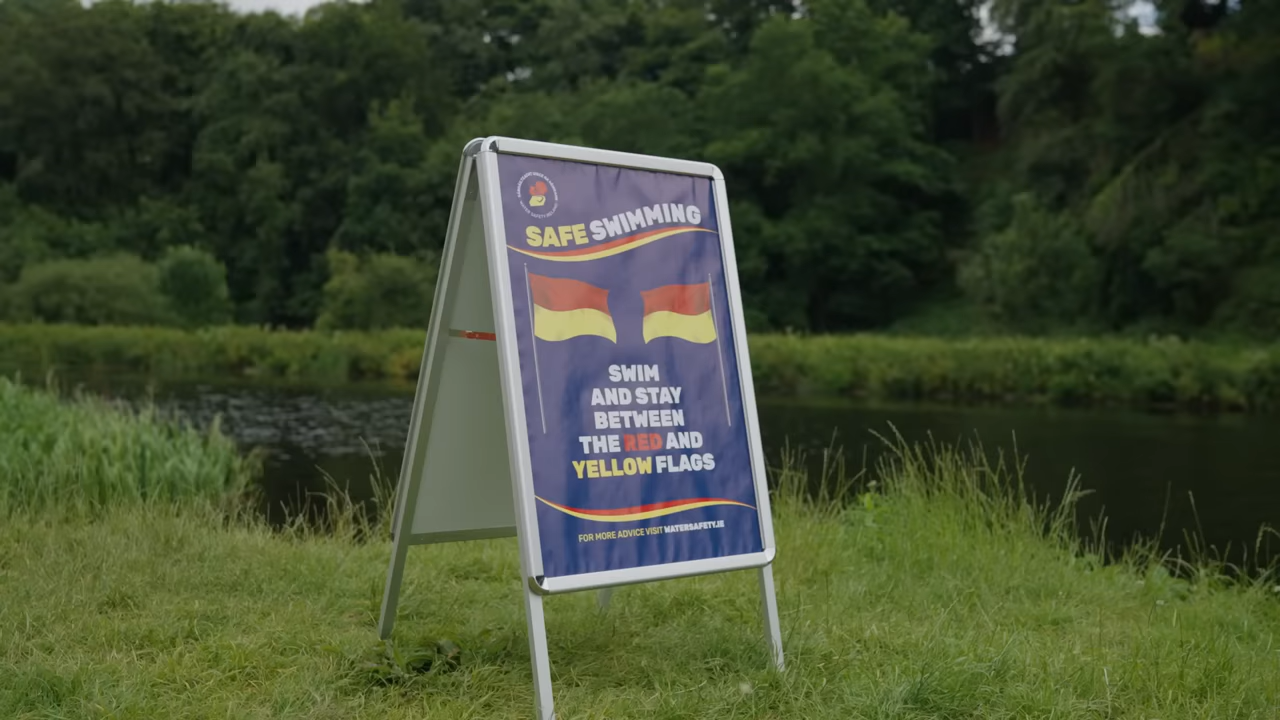 SAFE SWIMMING
SWIM
AND STAY
BETWEEN
THE RED AND
YELLOW FLAGS
FOR MORE ADVICE VISIT WATERSAFETY.IE